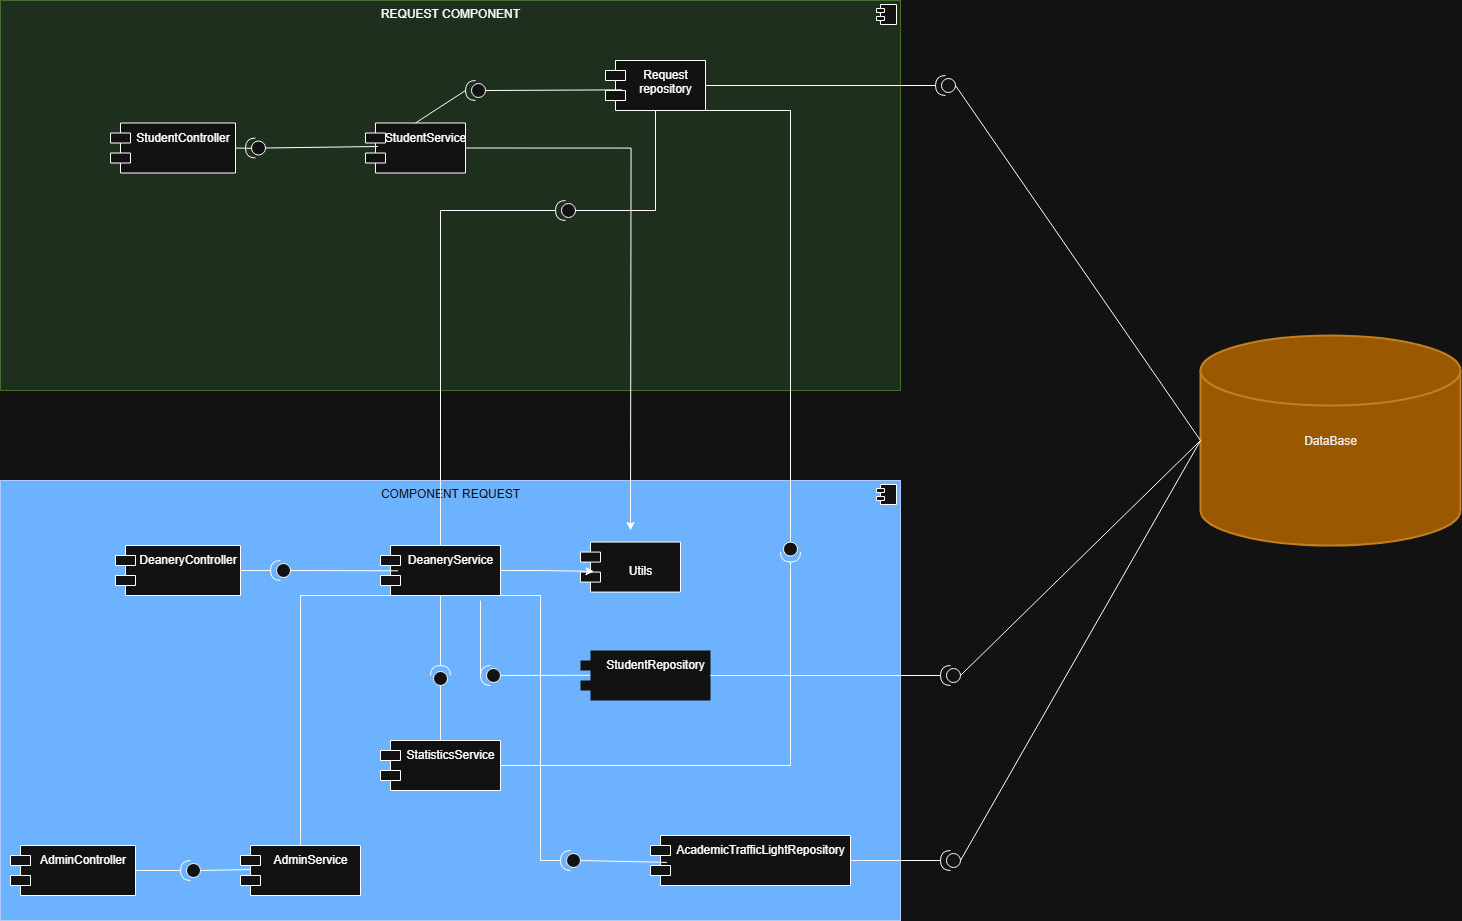 REQUEST COMPONENT
Request
repository
StudentController
StudentService
DataBase
COMPONENT REQUEST
DeaneryController
DeaneryService
Utils
StudentRepository
StatisticsService
AdminController
AdminService
AcademicTrafficLightRepository